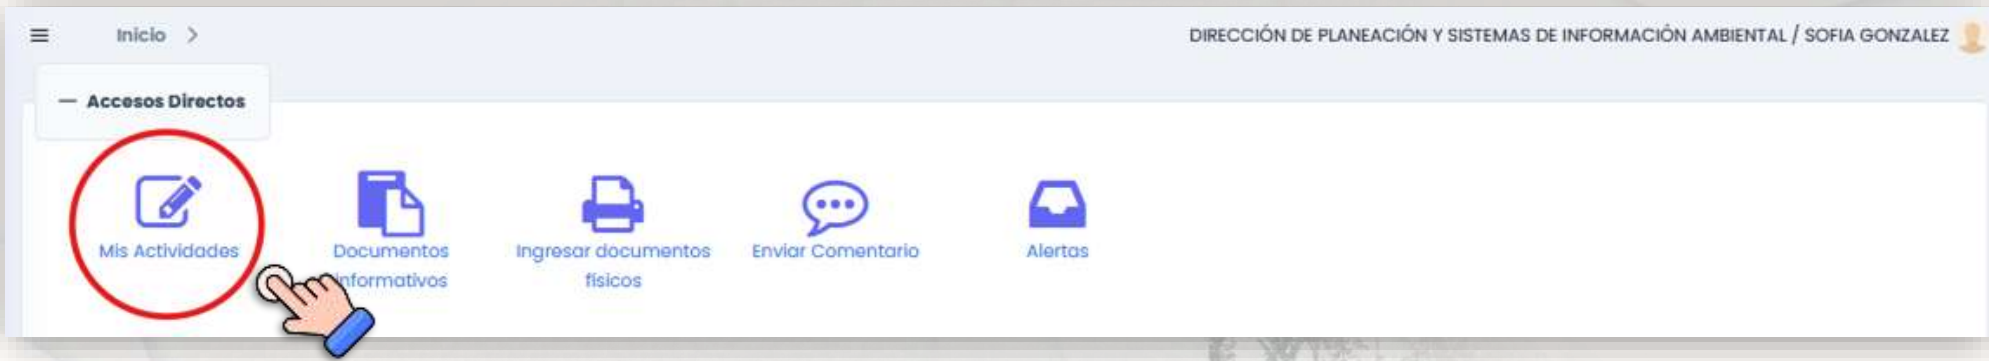 Inicio >
DIRECCIÓN DE PLANEACIÓN Y SISTEMAS DE INFORMACIÓN AMBIENTAL / SOFIA GONZALEZ
— Accesos Directos
Mis Actividades
Documentos
Informativos
Ingresar documentos
físicos
Enviar Comentario
Alertas